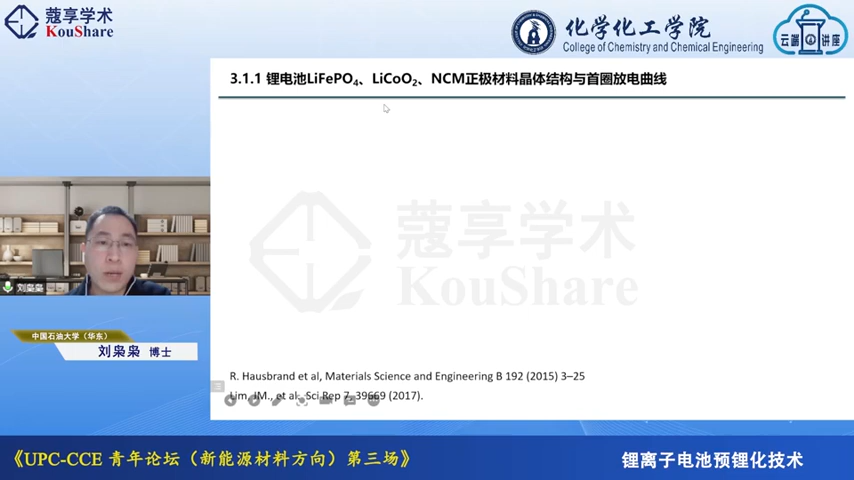 蔻享学术
KouShare
化学化工学院
College of Chemistry and Chemical Engineering
云端讲座
3.1.1 锂电池LiFePO4、LiCoO2、NCM正极材料晶体结构与首圈放电曲线
蔻享学术
KouShare
刘枭枭
中国石油大学（华东）
刘枭枭 博士
R. Hausbrand et al, Materials Science and Engineering B 192 (2015) 3–25
Lim, JM., et al. Sci Rep 7, 39669 (2017).
《UPC-CCE 青年论坛（新能源材料方向）第三场》
锂离子电池预锂化技术